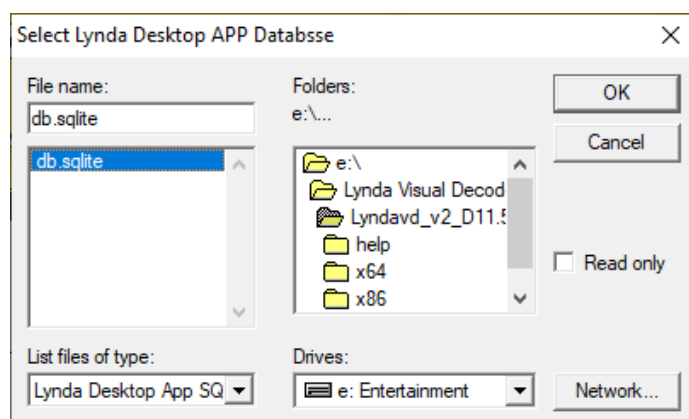 Select Lynda Desktop APP Databsse
File name:
db.sqlite
db.sqlite
List files of type:
Lynda Desktop App SQ
Folders:
e:\...
e:\
Lynda Visual Decod
Lyndavd_v2_D11.5
help
x64
x86
Drives:
e: Entertainment
OK
Cancel
Read only
Network...